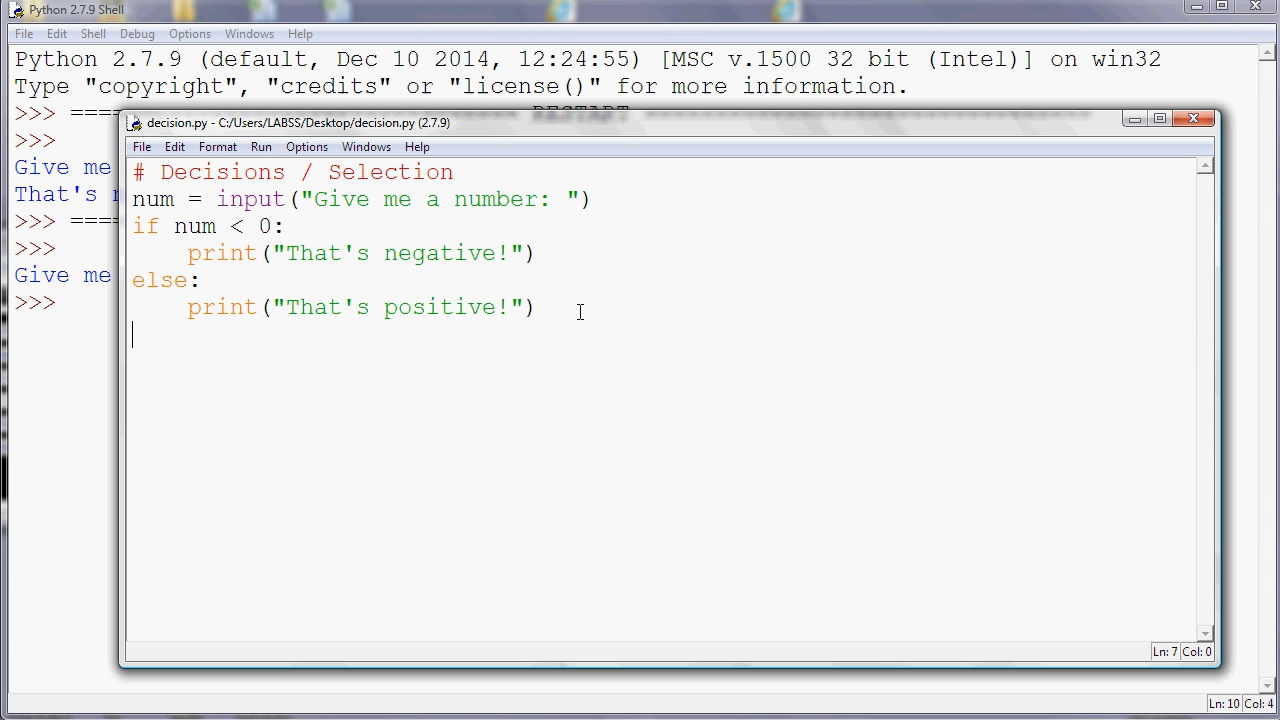 Python 2.7.9 Shell
File Edit Shell Debug Options Windows Help
Python 2.7.9 (default, Dec 10 2014, 12:24:55) [MSC v.1500 32 bit (Intel)] on win32
Type "copyright", "credits" or "license()" for more information.
>>> ==== RESTART
>>>
Give me
That's n
>>> ====
>>>
Give me
>>>
decision.py - C:/Users/LABSS/Desktop/decision.py (2.7.9)
File Edit Format Run Options Windows Help
# Decisions / Selection
num = input("Give me a number: ")
if num < 0:
    print("That's negative!")
else:
    print("That's positive!")
Ln: 7 Col: 0
Ln: 10 Col: 4